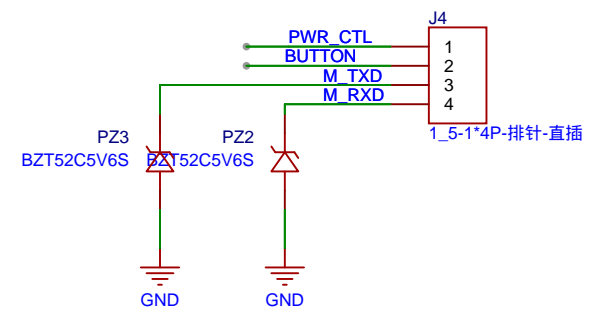 J4
PWR_CTL
1
BUTTON
2
M_TXD
3
M_RXD
4
1_5-1*4P-排针-直插
PZ3
PZ2
BZT52C5V6S
BZT52C5V6S
GND
GND